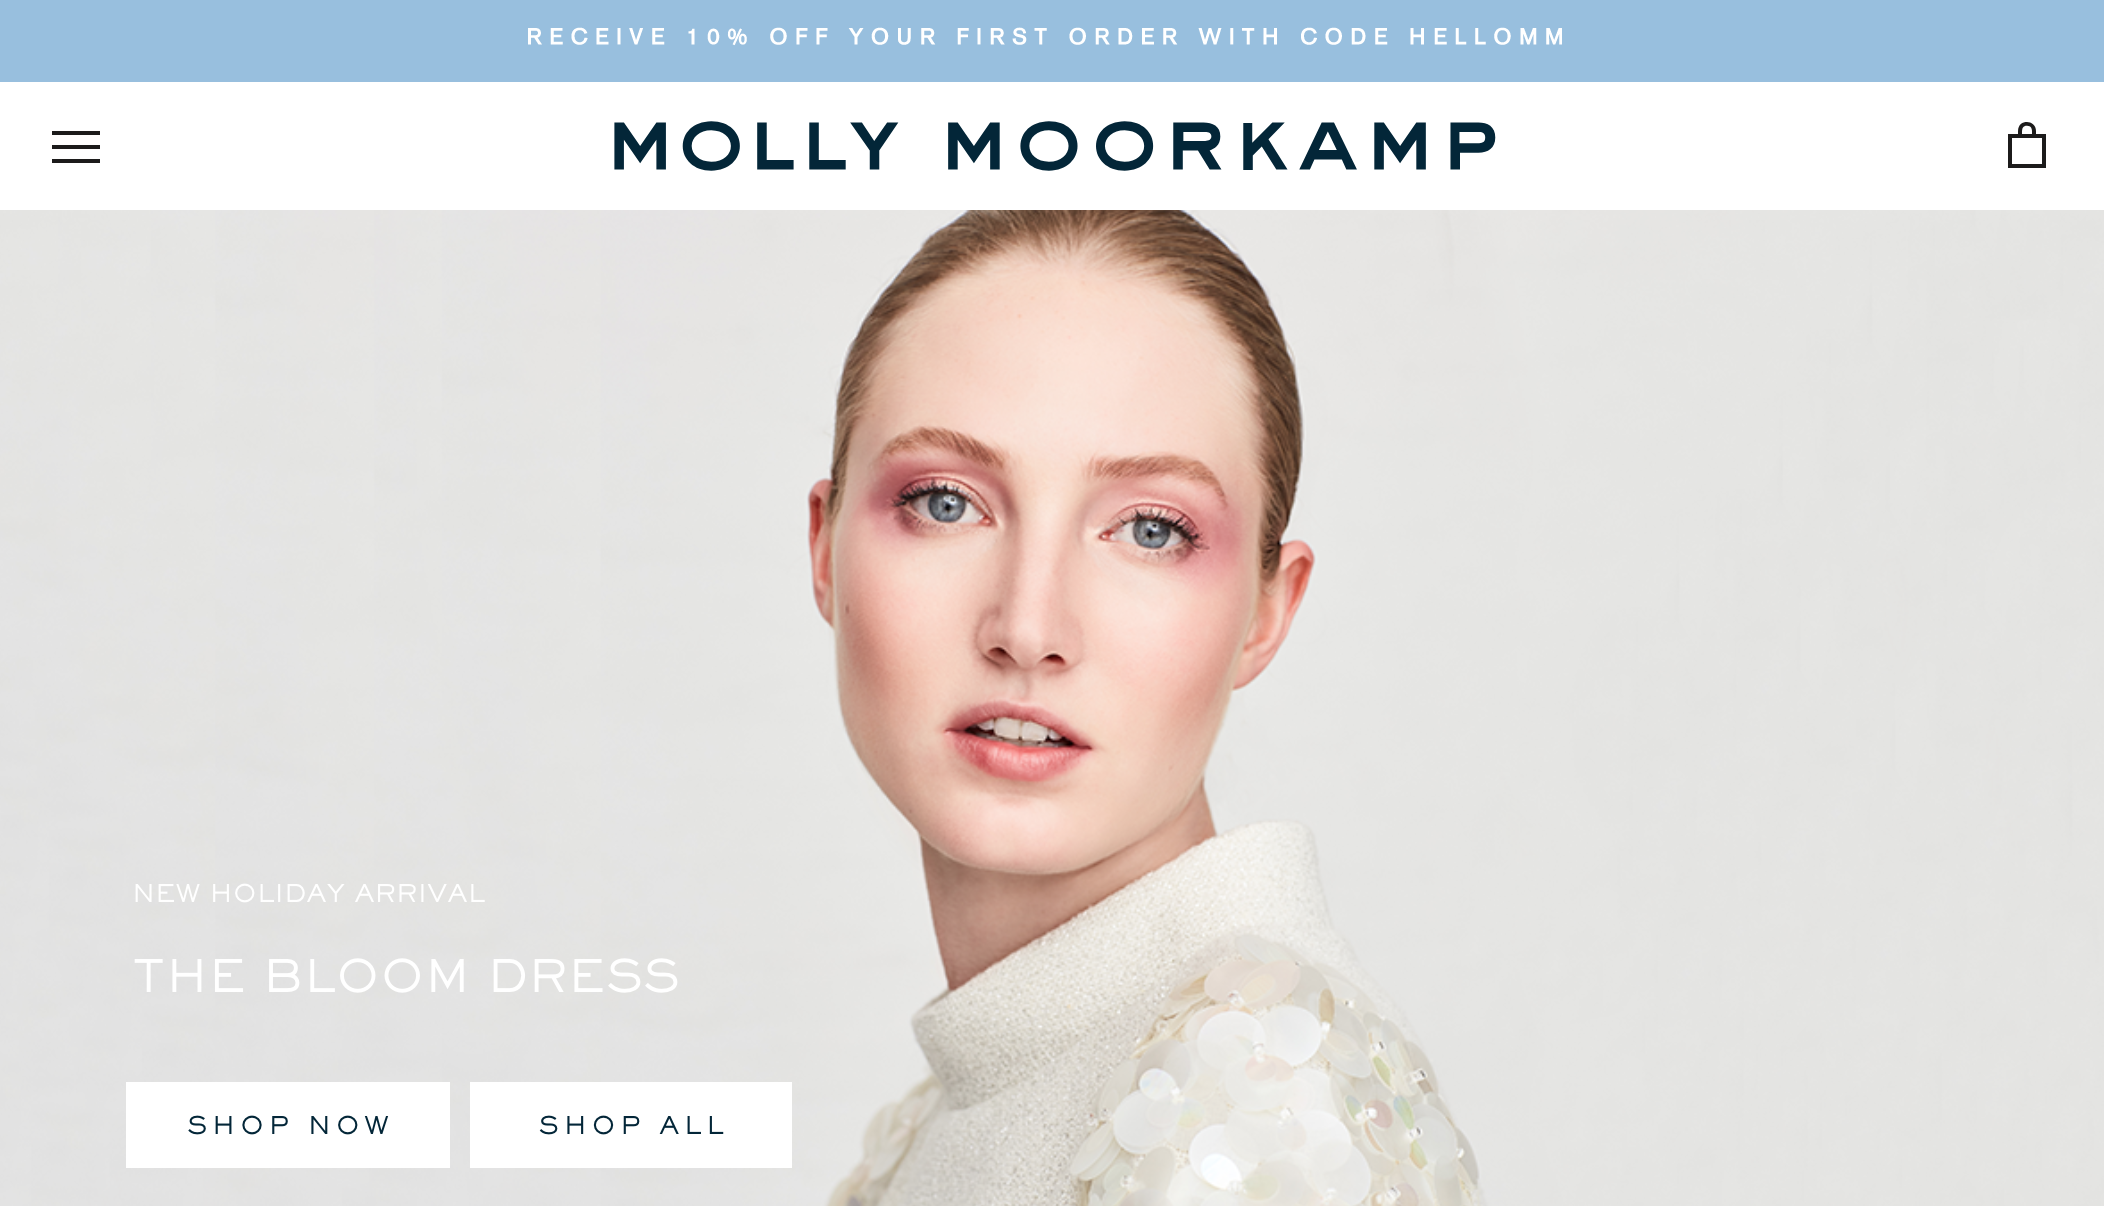 RECEIVE 10% OFF YOUR FIRST ORDER WITH CODE HELLOMM
MOLLY MOORKAMP
NEW HOLIDAY ARRIVAL
THE BLOOM DRESS
SHOP NOW
SHOP ALL